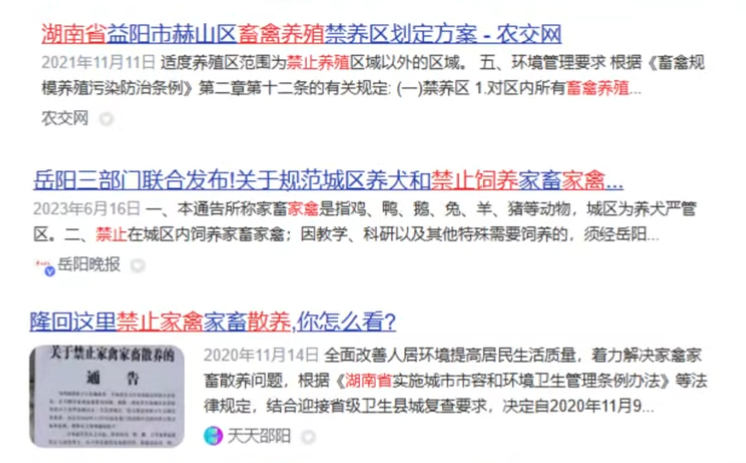 湖南省益阳市赫山区畜禽养殖禁养区划定方案 - 农交网
2021年11月11日 适度养殖区范围为禁止养殖区域以外的区域。 五、环境管理要求 根据《畜禽规
模养殖污染防治条例》第二章第十二条的有关规定: (一)禁养区 1.对区内所有畜禽养殖...
农交网
岳阳三部门联合发布!关于规范城区养犬和禁止饲养家畜家禽...
2023年6月16日 一、本通告所称家畜家禽是指鸡、鸭、鹅、兔、羊、猪等动物，城区为养犬严管
区。二、禁止在城区内饲养家畜家禽；因教学、科研以及其他特殊需要饲养的，须经岳阳...
岳阳晚报
隆回这里禁止家禽家畜散养,你怎么看?
关于禁止家禽家畜散养的
通 告
2020年11月14日 全面改善人居环境提高居民生活质量，着力解决家禽家
畜散养问题，根据《湖南省实施城市市容和环境卫生管理条例办法》等法
律规定，结合迎接省级卫生县城复查要求，决定自2020年11月9...
天天邵阳